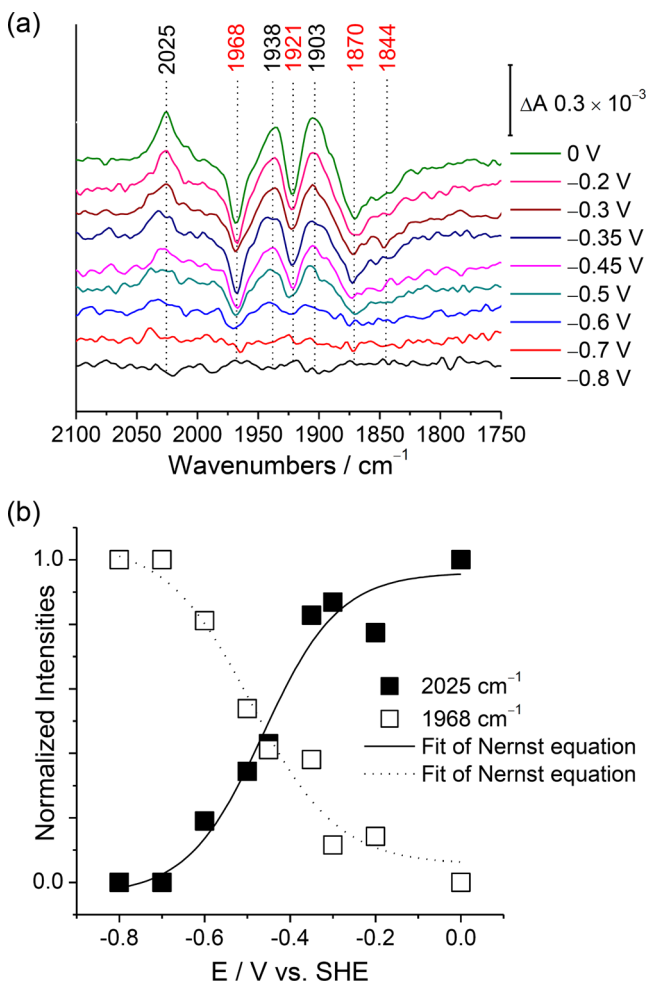 (a)
2025 1968 1938 1921 1903 1870 1844
ΔA 0.3 × 10⁻³
0 V
−0.2 V
−0.3 V
−0.35 V
−0.45 V
−0.5 V
−0.6 V
−0.7 V
−0.8 V
2100 2050 2000 1950 1900 1850 1800 1750
Wavenumbers / cm⁻¹
(b)
1.0
0.0
Normalized Intensities
2025 cm⁻¹
1968 cm⁻¹
Fit of Nernst equation
Fit of Nernst equation
-0.8 -0.6 -0.4 -0.2 0.0
E / V vs. SHE